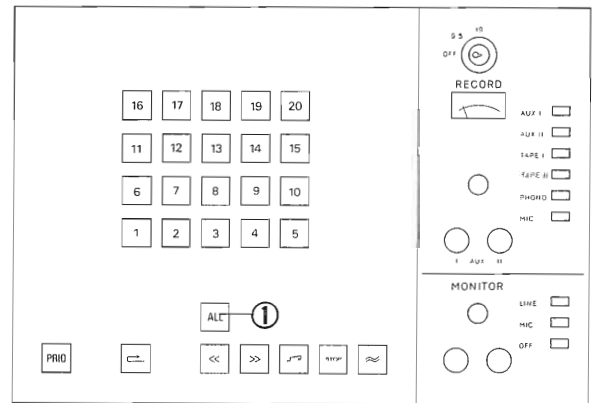 9.5 19
OFF
RECORD
16 17 18 19 20
AUX I
AUX II
11 12 13 14 15
TAPE I
TAPE II
6 7 8 9 10
PHONO
MIC
1 2 3 4 5
I AUX II
MONITOR
ALL 1
LINE
MIC
OFF
PRIO << >> STOP